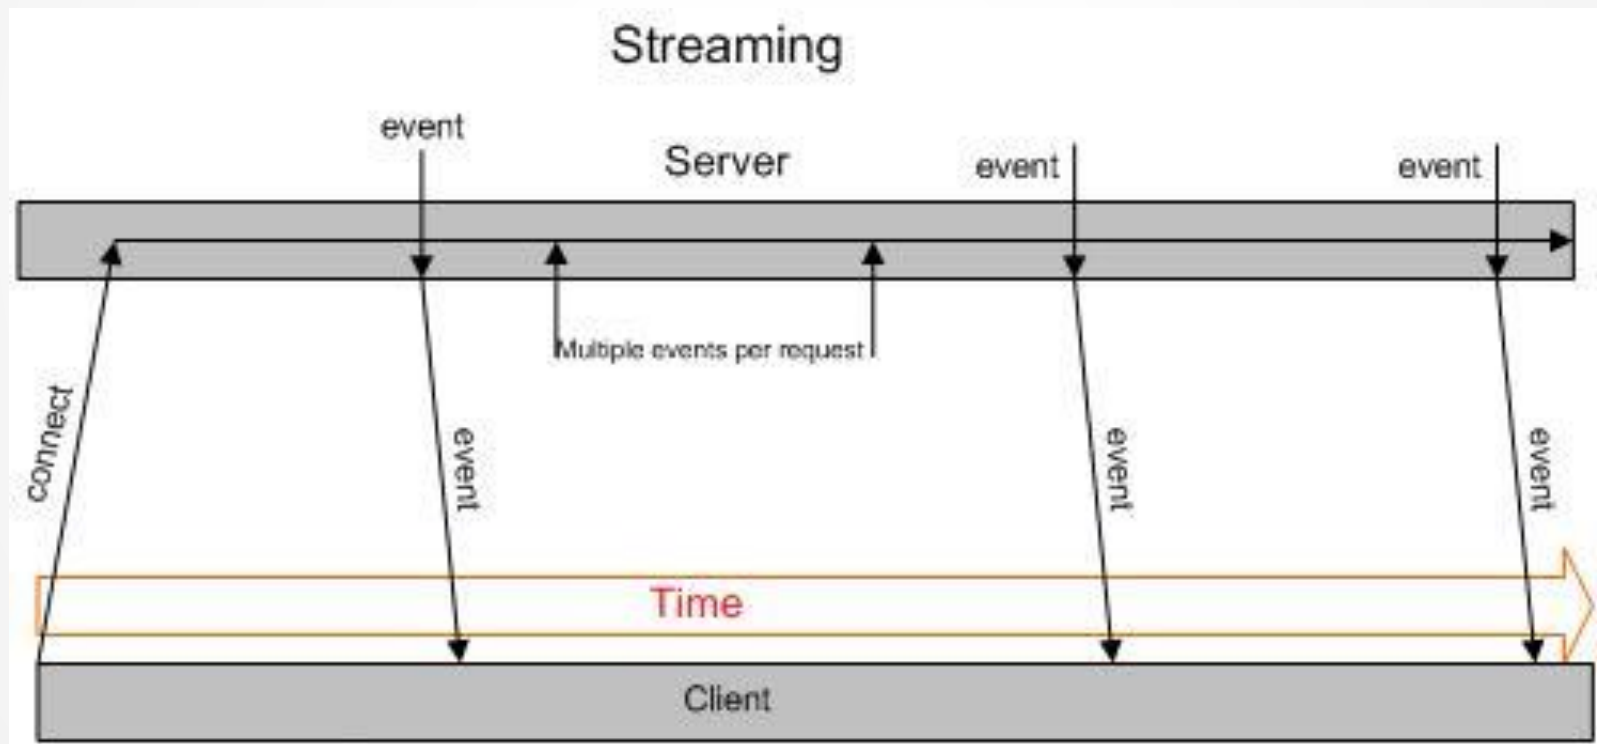 Streaming
event
Server
event
event
Multiple events per request
connect
event
event
event
Time
Client